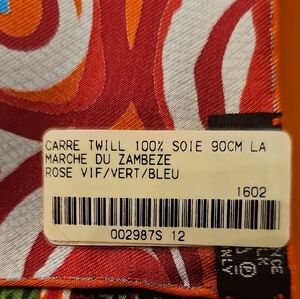 CARRE TWILL 100% SOIE 90CM LA
MARCHE DU ZAMBEZE
ROSE VIF/VERT/BLEU
1602
002987S 12